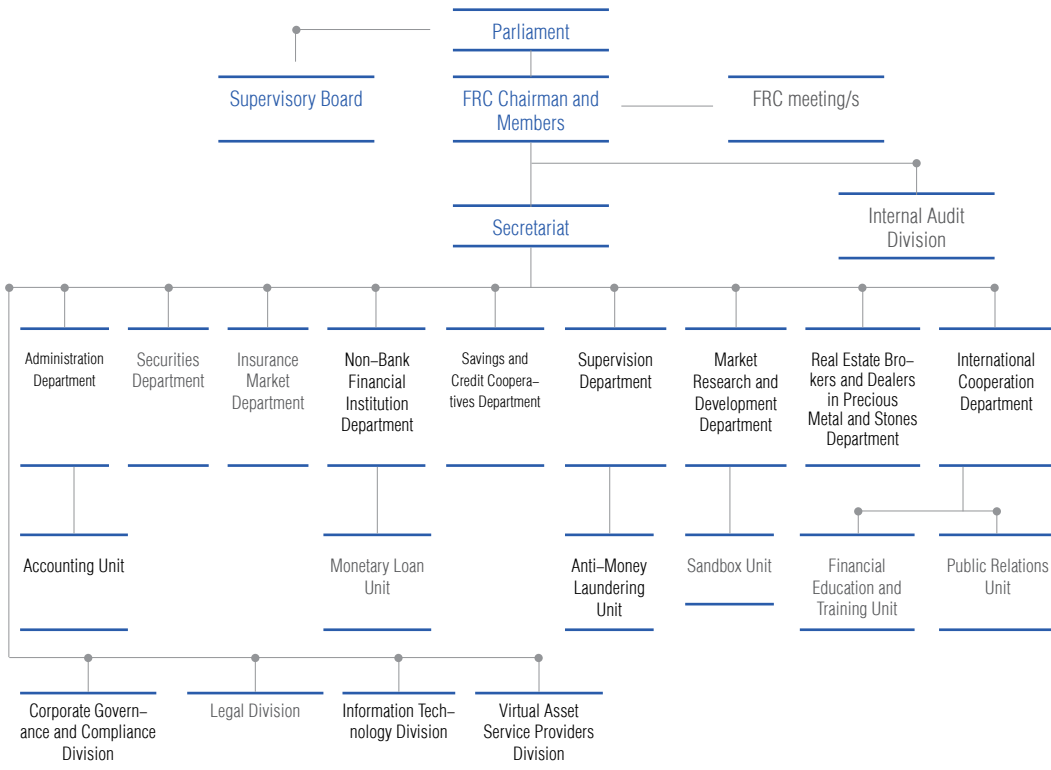 Parliament
Supervisory Board
FRC Chairman and
Members
FRC meeting/s
Secretariat
Internal Audit
Division
Administration
Department
Securities
Department
Insurance
Market
Department
Non–Bank
Financial
Institution
Department
Savings and
Credit Coopera–
tives Department
Supervision
Department
Market
Research and
Development
Department
Real Estate Bro–
kers and Dealers
in Precious
Metal and Stones
Department
International
Cooperation
Department
Accounting Unit
Monetary Loan
Unit
Anti–Money
Laundering
Unit
Sandbox Unit
Financial
Education and
Training Unit
Public Relations
Unit
Corporate Govern–
ance and Compliance
Division
Legal Division
Information Tech–
nology Division
Virtual Asset
Service Providers
Division